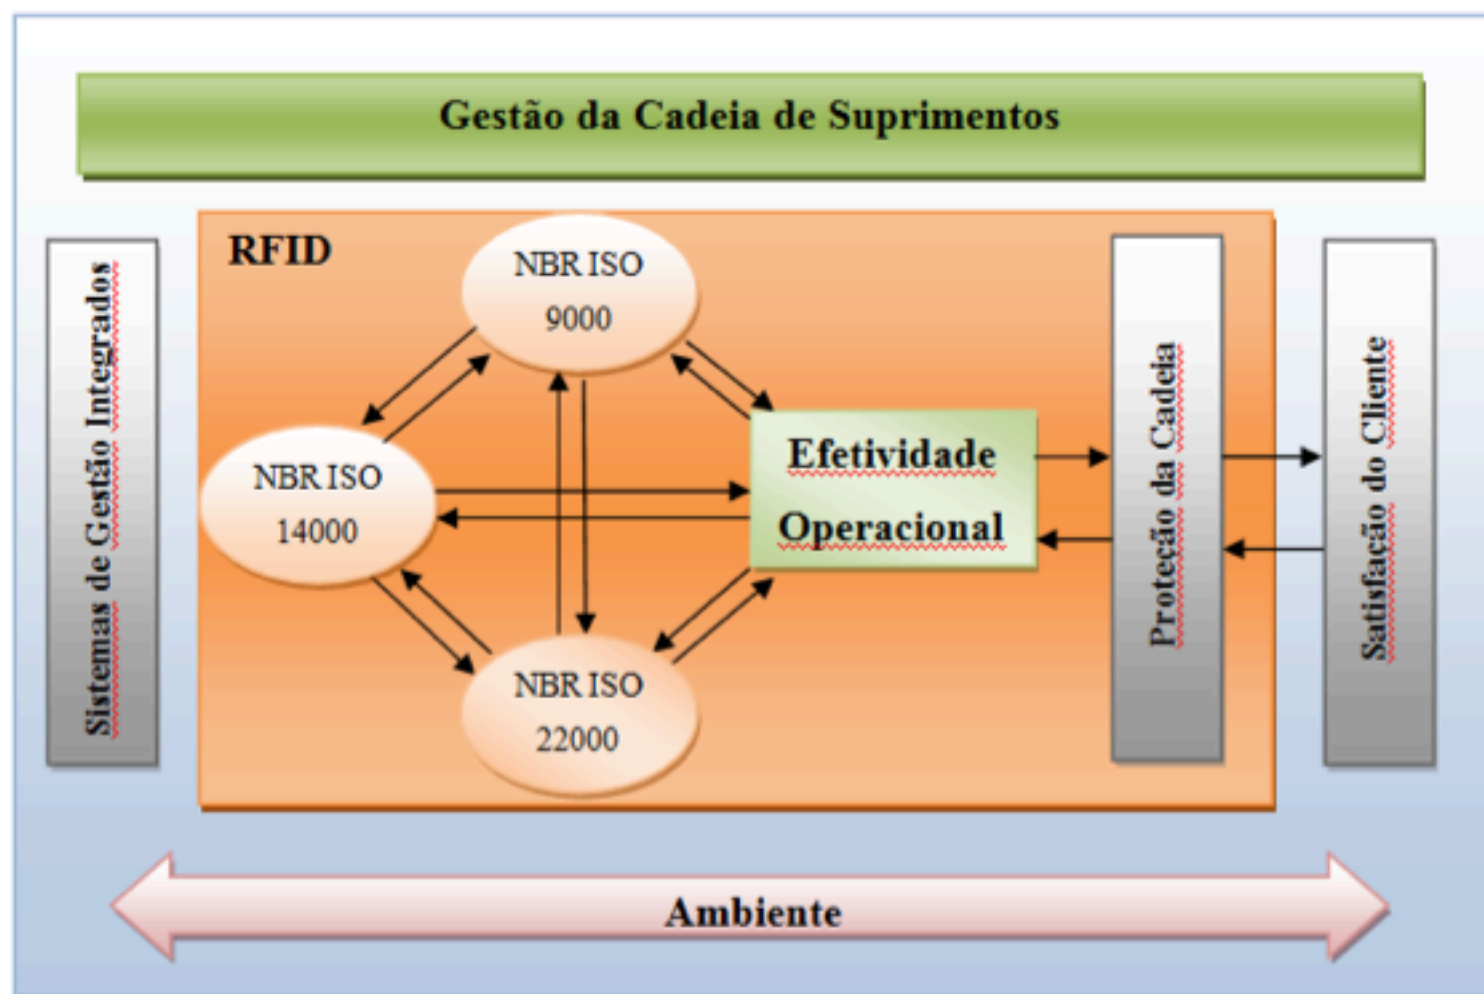 Gestão da Cadeia de Suprimentos
Sistemas de Gestão Integrados
RFID
NBR ISO
9000
NBR ISO
14000
NBR ISO
22000
Efetividade
Operacional
Proteção da Cadeia
Satisfação do Cliente
Ambiente